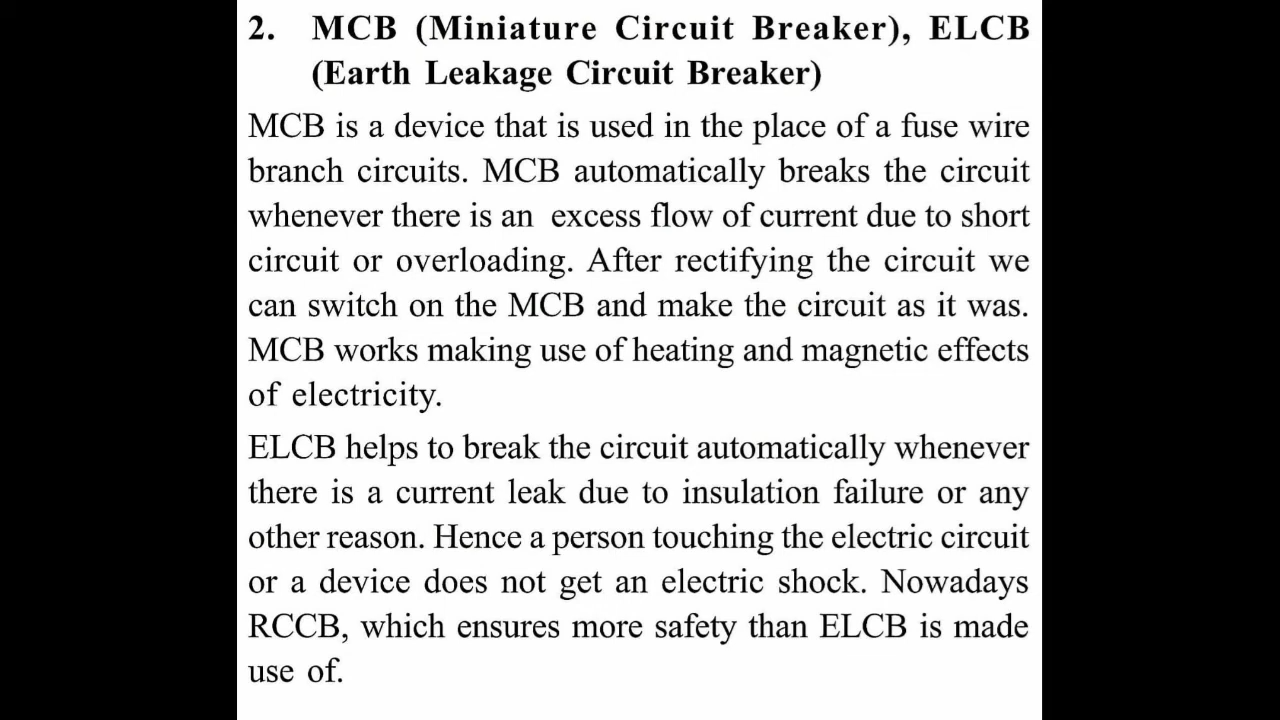 2. MCB (Miniature Circuit Breaker), ELCB
(Earth Leakage Circuit Breaker)
MCB is a device that is used in the place of a fuse wire
branch circuits. MCB automatically breaks the circuit
whenever there is an excess flow of current due to short
circuit or overloading. After rectifying the circuit we
can switch on the MCB and make the circuit as it was.
MCB works making use of heating and magnetic effects
of electricity.
ELCB helps to break the circuit automatically whenever
there is a current leak due to insulation failure or any
other reason. Hence a person touching the electric circuit
or a device does not get an electric shock. Nowadays
RCCB, which ensures more safety than ELCB is made
use of.